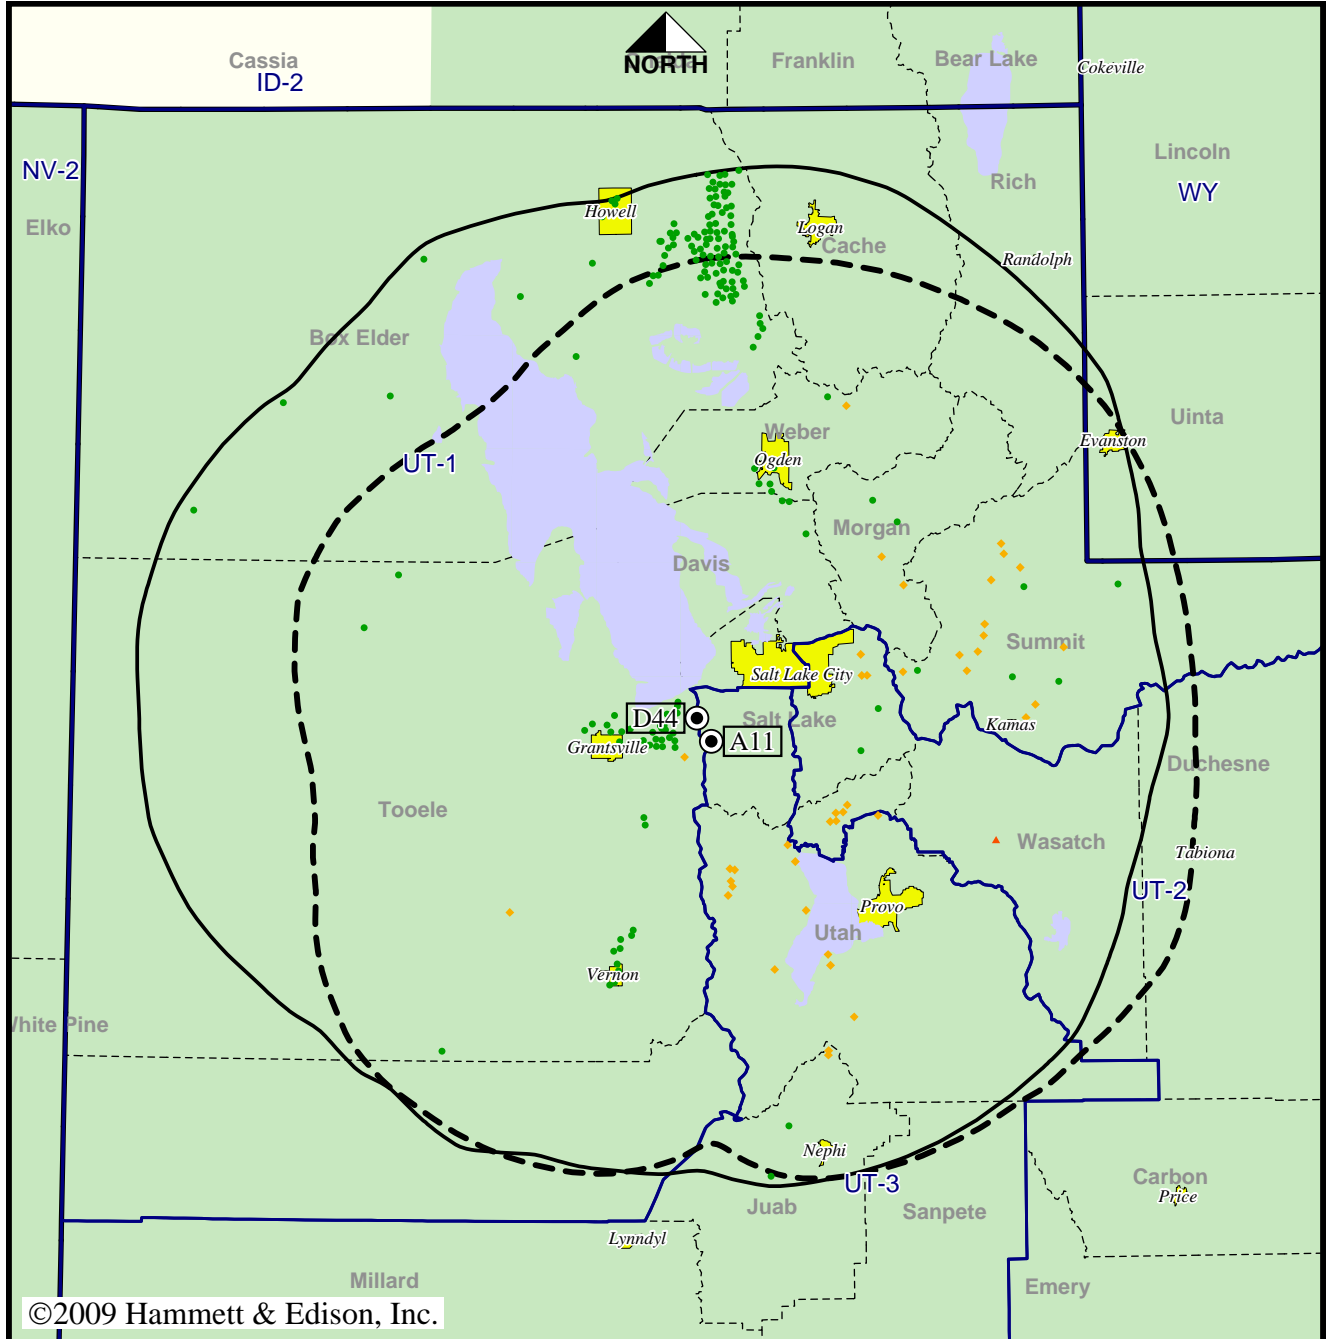 Cassia
ID-2
NORTH
Franklin
Bear Lake
Cokeville
NV-2
Lincoln
WY
Rich
Elko
Howell
Logan
Cache
Randolph
Box Elder
Uinta
Weber
Evanston
UT-1
Ogden
Morgan
Davis
Summit
Salt Lake City
D44
Salt Lake
Kamas
A11
Grantsville
Duchesne
Tooele
Wasatch
Tabiona
UT-2
Provo
Utah
Vernon
White Pine
Nephi
UT-3
Carbon
Price
Juab
Sanpete
Lynndyl
Millard
Emery
©2009 Hammett & Edison, Inc.